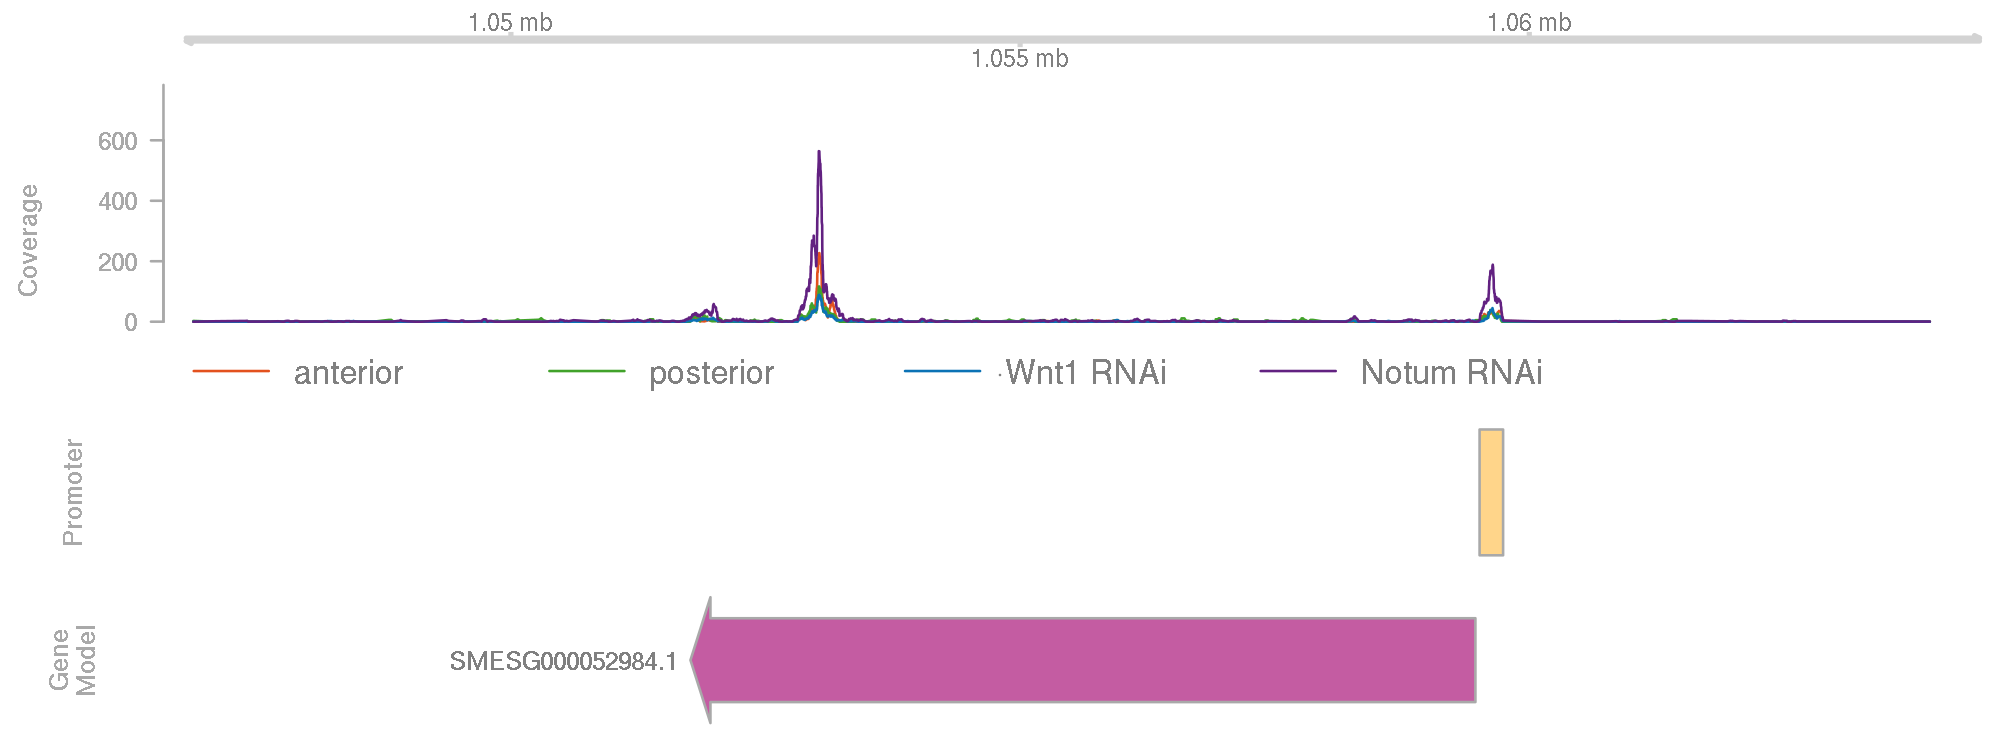 1.05 mb
1.06 mb
1.055 mb
Coverage
600
400
200
0
anterior
posterior
Wnt1 RNAi
Notum RNAi
Promoter
Gene
Model
SMESG000052984.1